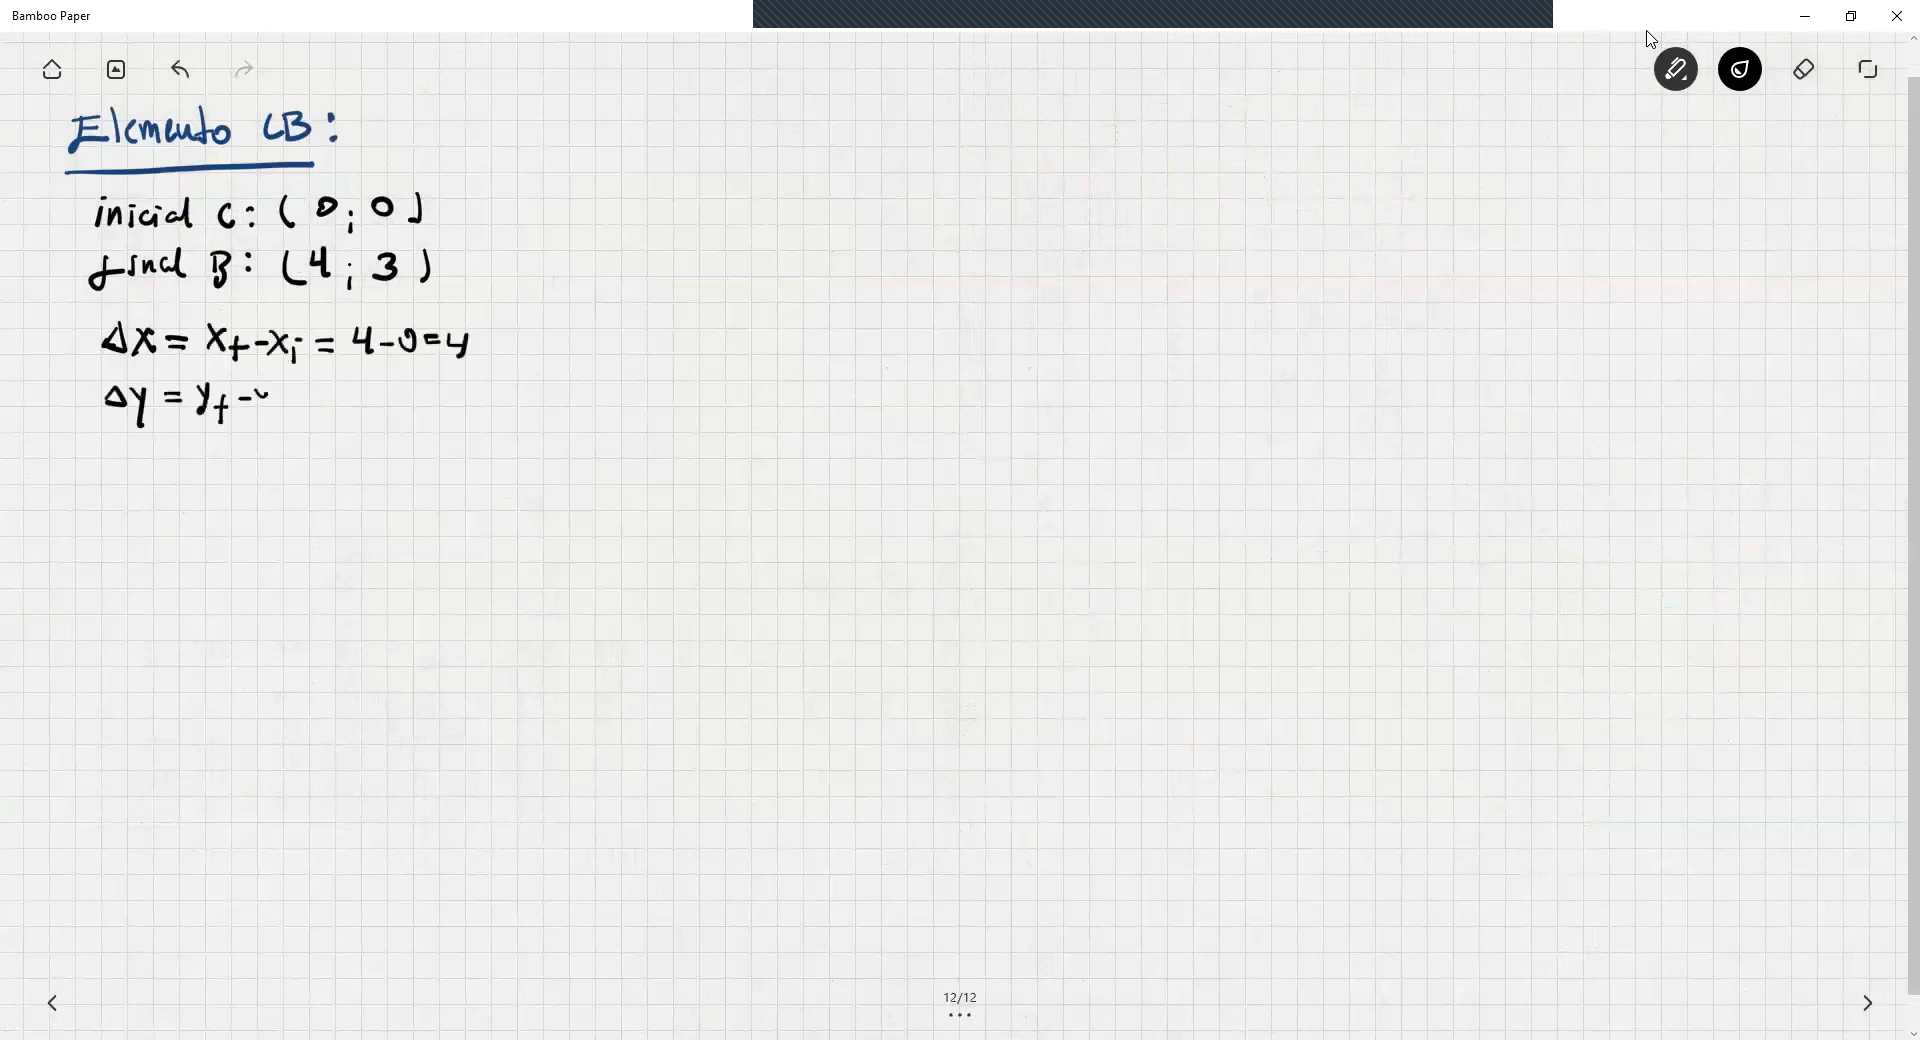 Bamboo Paper
Elemento CB:
inicial C: (0; 0)
final B: (4; 3)
Δx = xf - xi = 4 - 0 = 4
Δy = yf -
12/12